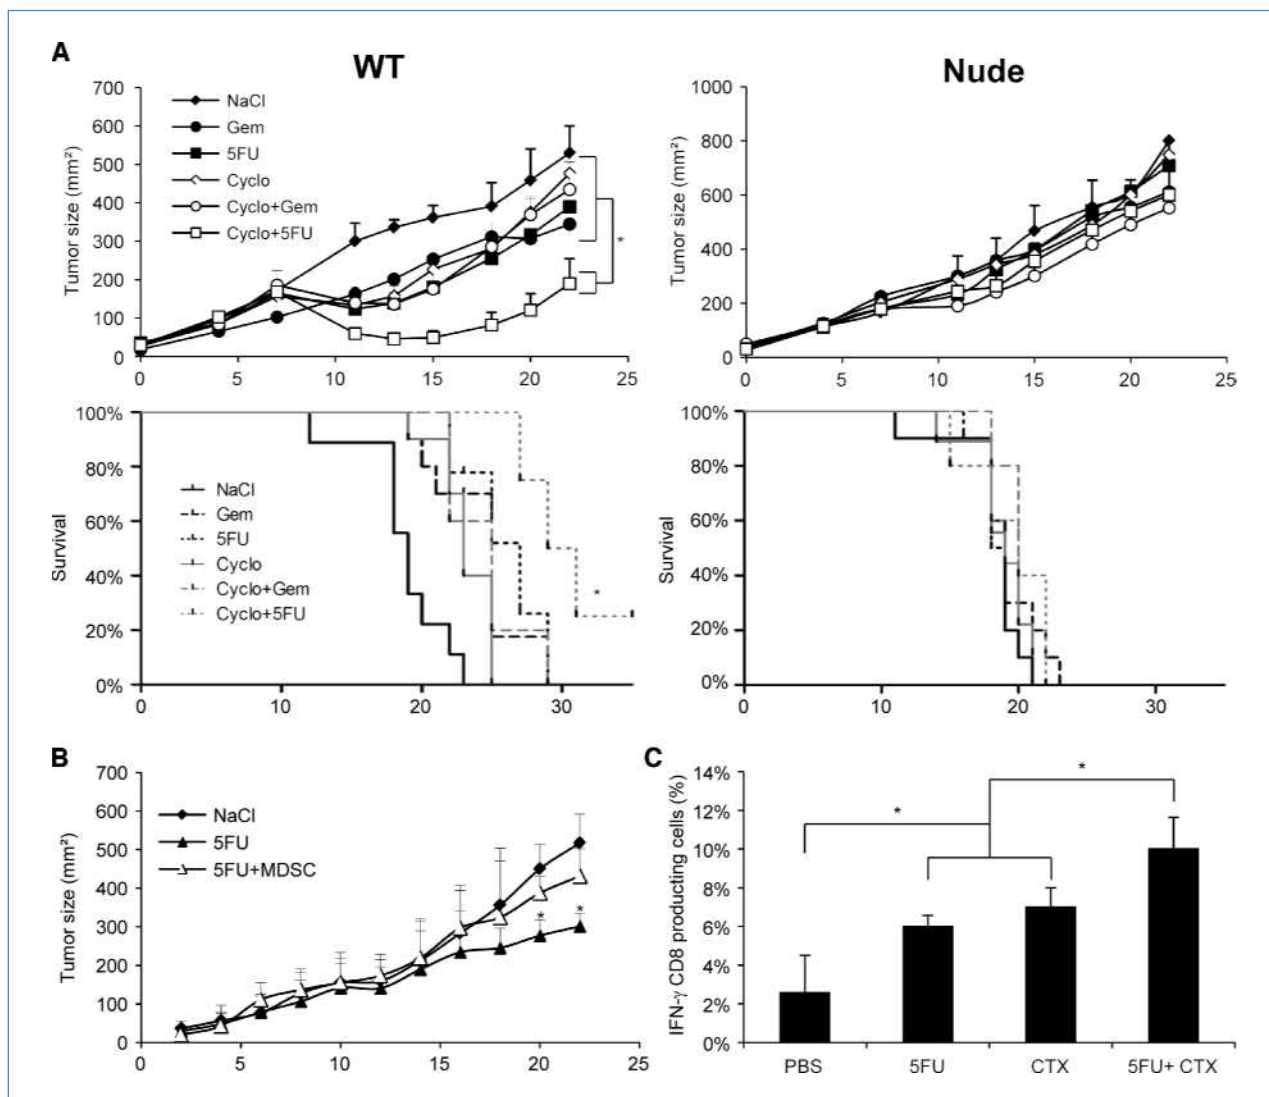 A
WT
Nude
Tumor size (mm²)
700
600
500
400
300
200
100
0
NaCl
Gem
5FU
Cyclo
Cyclo+Gem
Cyclo+5FU
*
0
5
10
15
20
25
Tumor size (mm²)
1000
800
600
400
200
0
0
5
10
15
20
25
Survival
100%
80%
60%
40%
20%
0%
NaCl
Gem
5FU
Cyclo
Cyclo+Gem
Cyclo+5FU
*
0
10
20
30
Survival
100%
80%
60%
40%
20%
0%
0
10
20
30
B
Tumor size (mm²)
700
600
500
400
300
200
100
0
NaCl
5FU
5FU+MDSC
*
*
0
5
10
15
20
25
C
IFN-γ CD8 producting cells (%)
14%
12%
10%
8%
6%
4%
2%
0%
*
*
PBS
5FU
CTX
5FU+ CTX